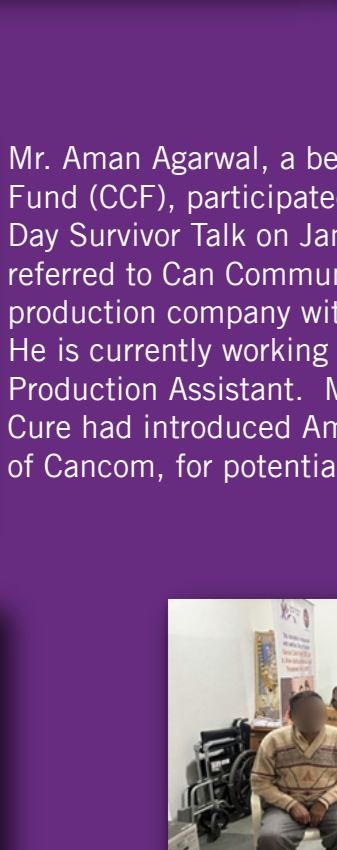 Mr. Aman Agarwal, a be
Fund (CCF), participate
Day Survivor Talk on Jan
referred to Can Commun
production company wit
He is currently working
Production Assistant. M
Cure had introduced Am
of Cancom, for potentia